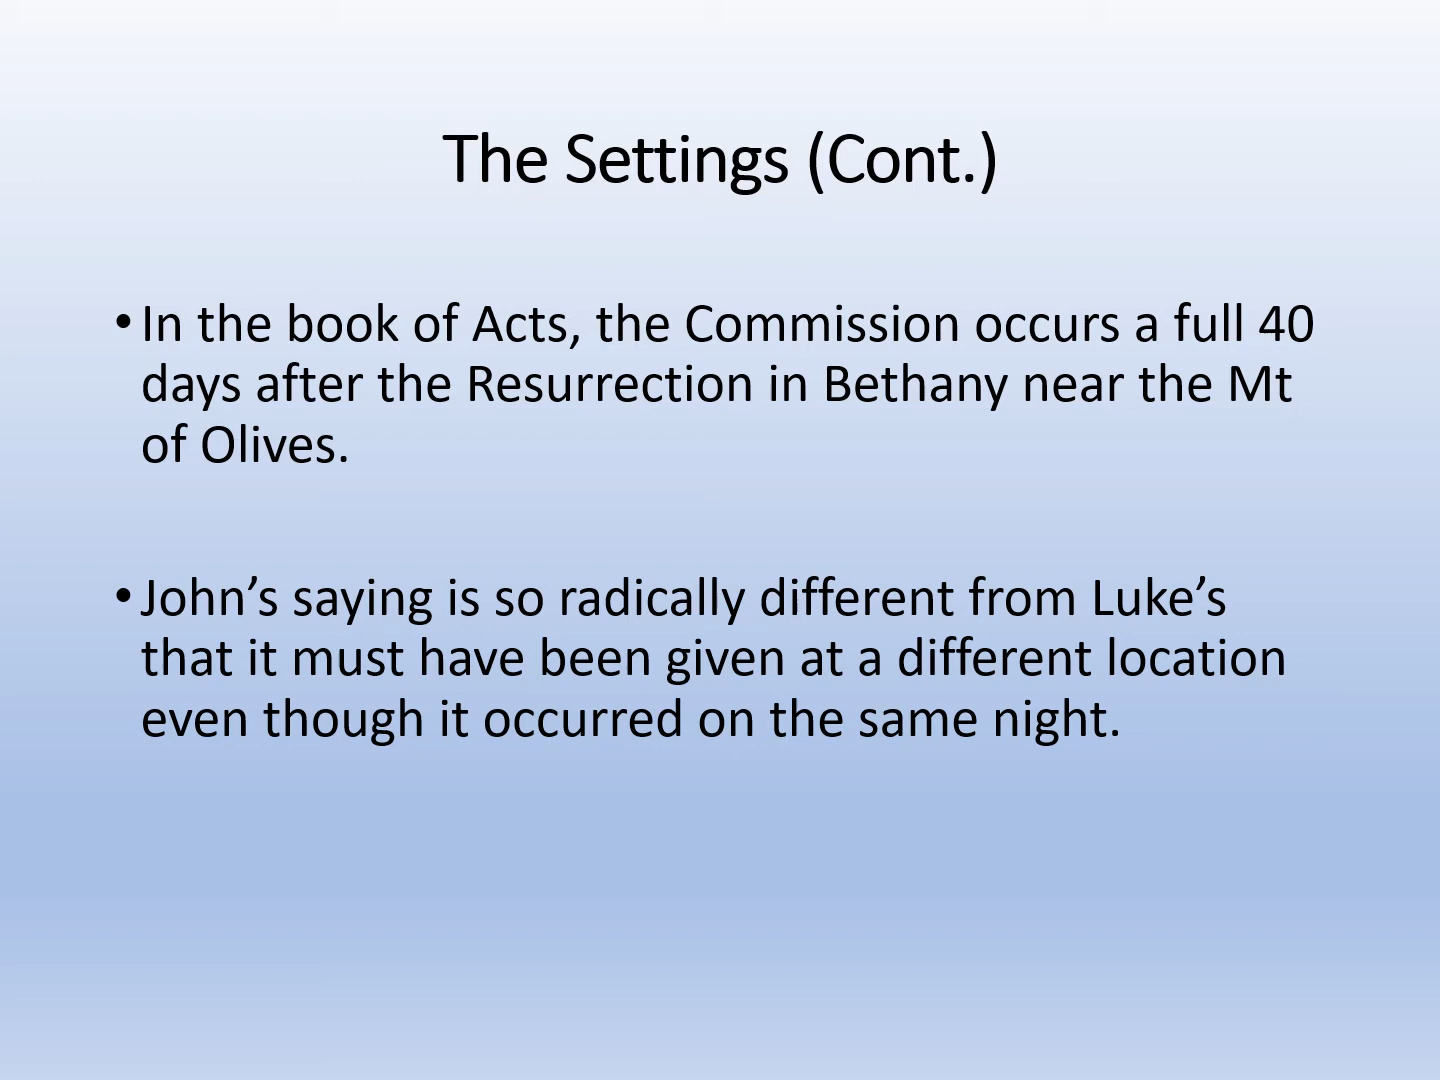 The Settings (Cont.)
• In the book of Acts, the Commission occurs a full 40
days after the Resurrection in Bethany near the Mt
of Olives.
• John’s saying is so radically different from Luke’s
that it must have been given at a different location
even though it occurred on the same night.